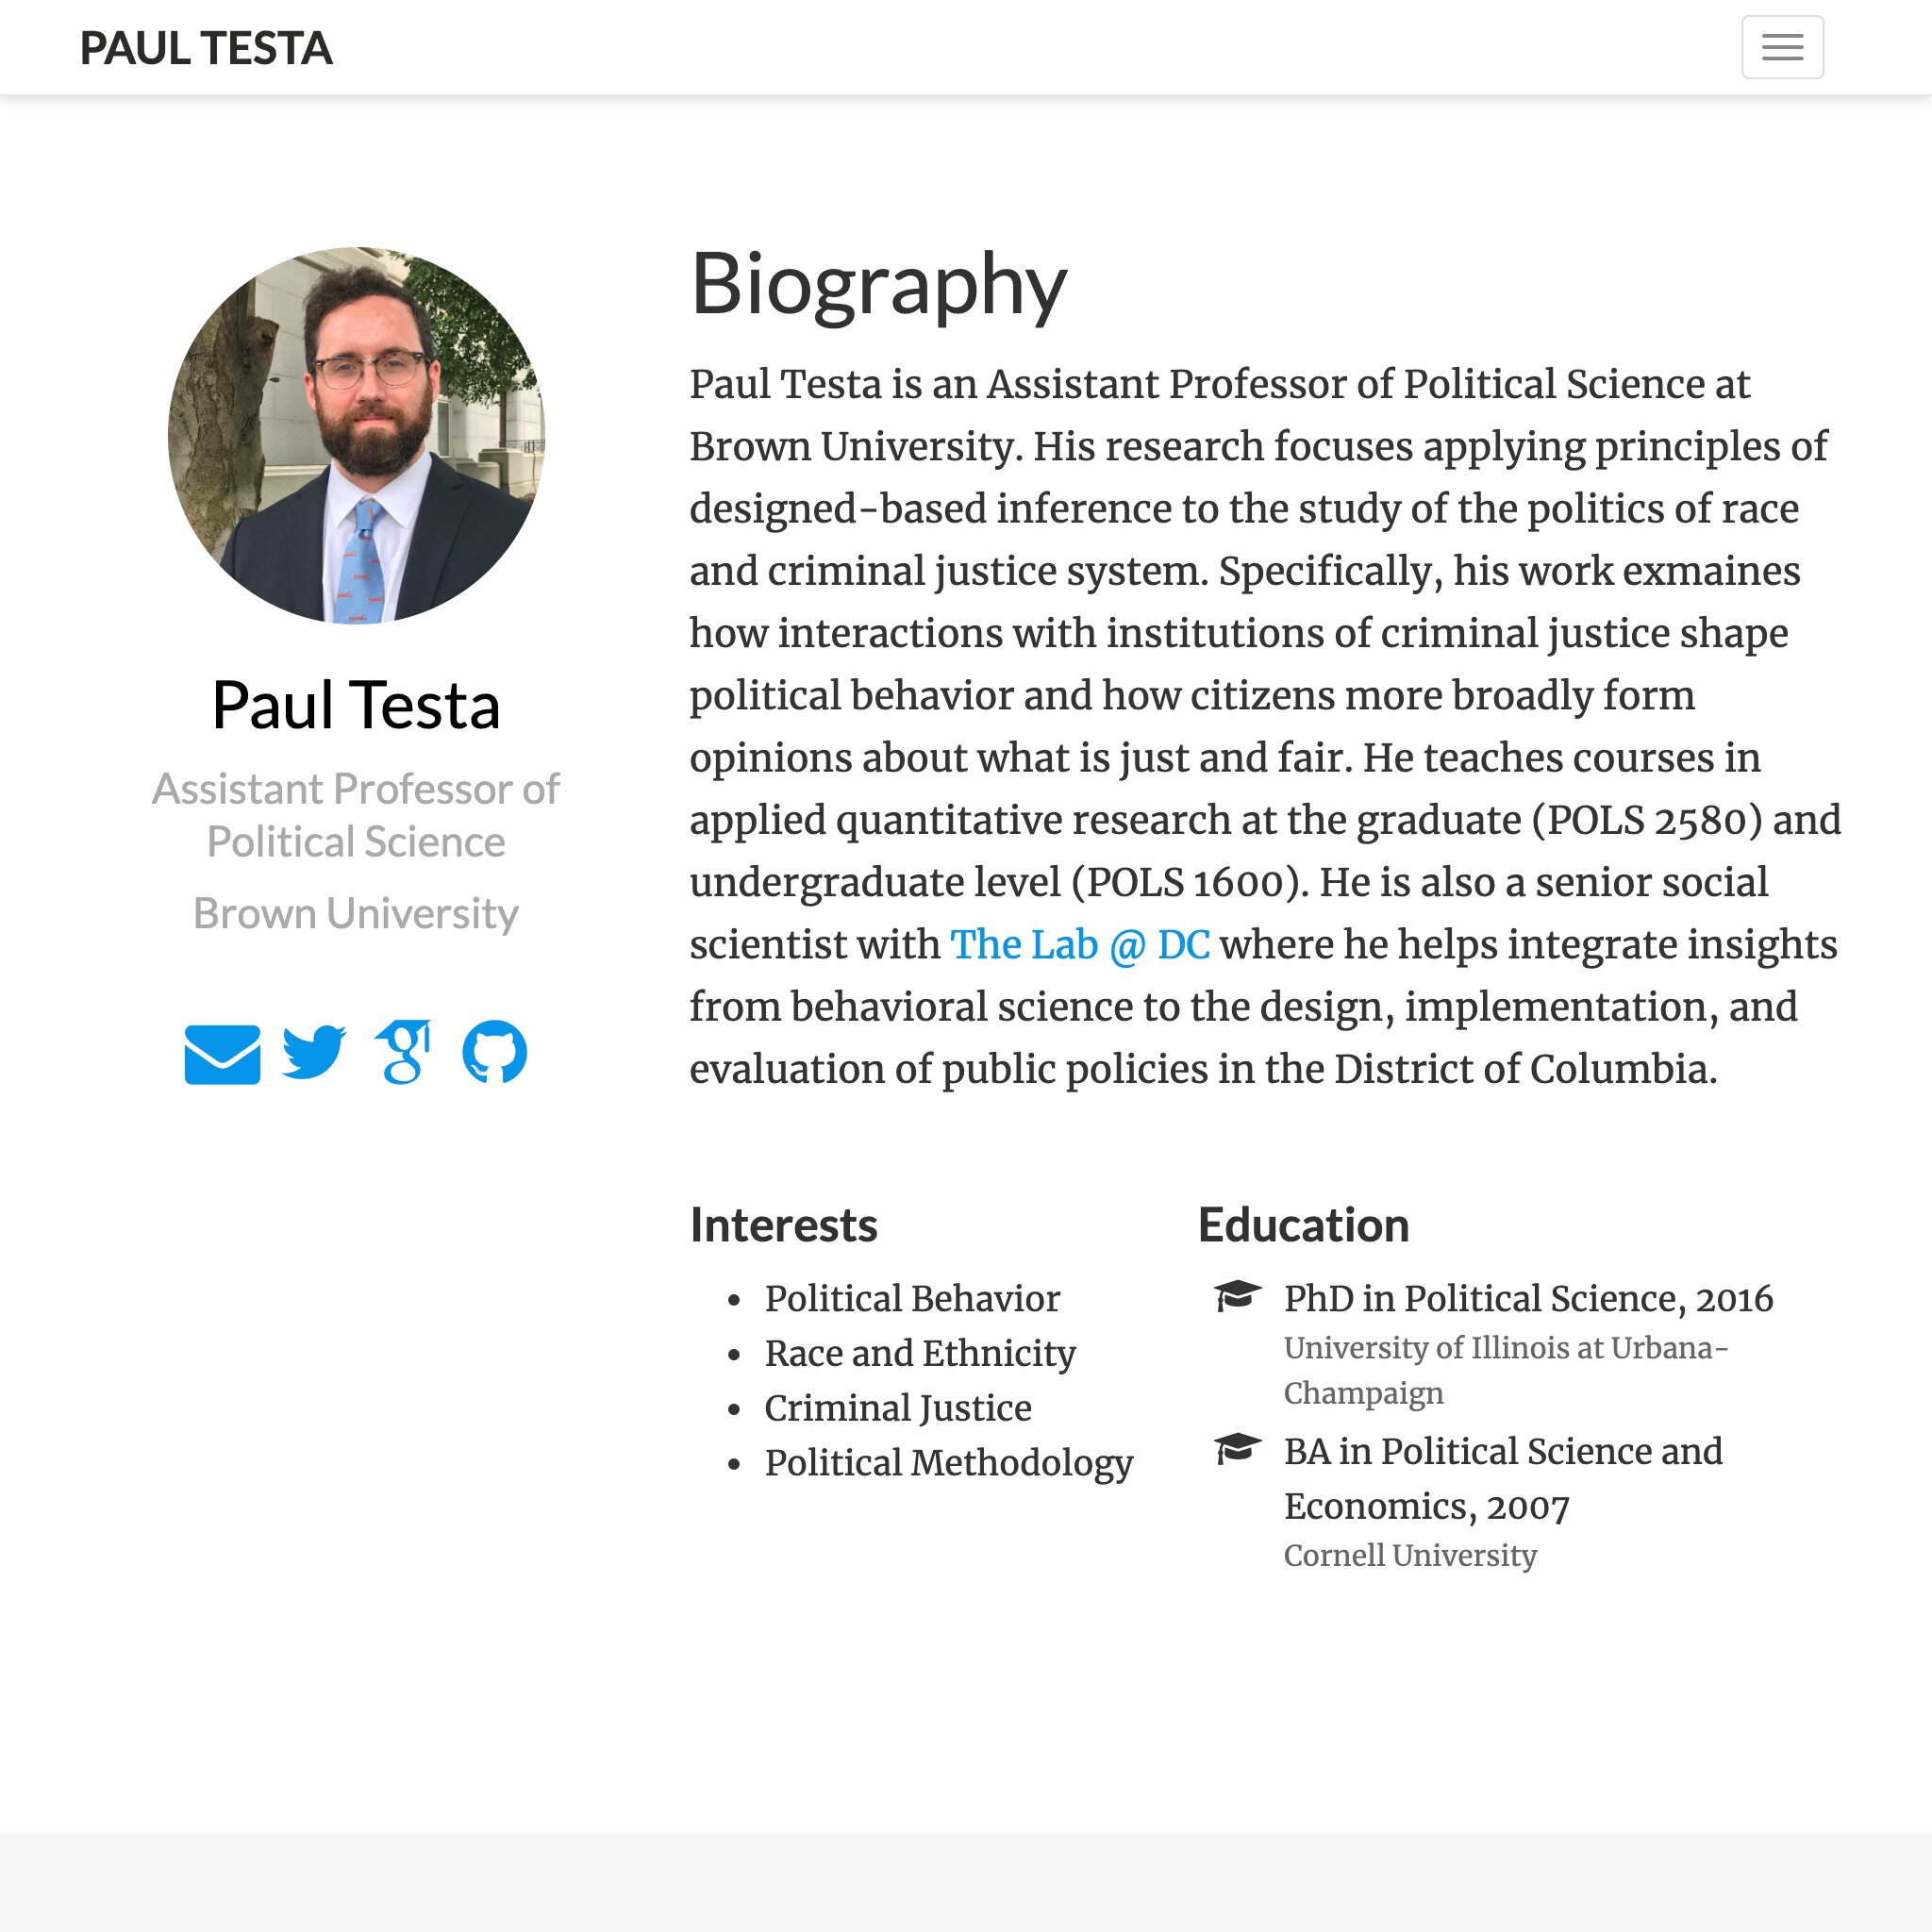 PAUL TESTA
Paul Testa
Assistant Professor of
Political Science
Brown University
Biography
Paul Testa is an Assistant Professor of Political Science at
Brown University. His research focuses applying principles of
designed-based inference to the study of the politics of race
and criminal justice system. Specifically, his work exmaines
how interactions with institutions of criminal justice shape
political behavior and how citizens more broadly form
opinions about what is just and fair. He teaches courses in
applied quantitative research at the graduate (POLS 2580) and
undergraduate level (POLS 1600). He is also a senior social
scientist with The Lab @ DC where he helps integrate insights
from behavioral science to the design, implementation, and
evaluation of public policies in the District of Columbia.
Interests
• Political Behavior
• Race and Ethnicity
• Criminal Justice
• Political Methodology
Education
PhD in Political Science, 2016
University of Illinois at Urbana-
Champaign
BA in Political Science and
Economics, 2007
Cornell University